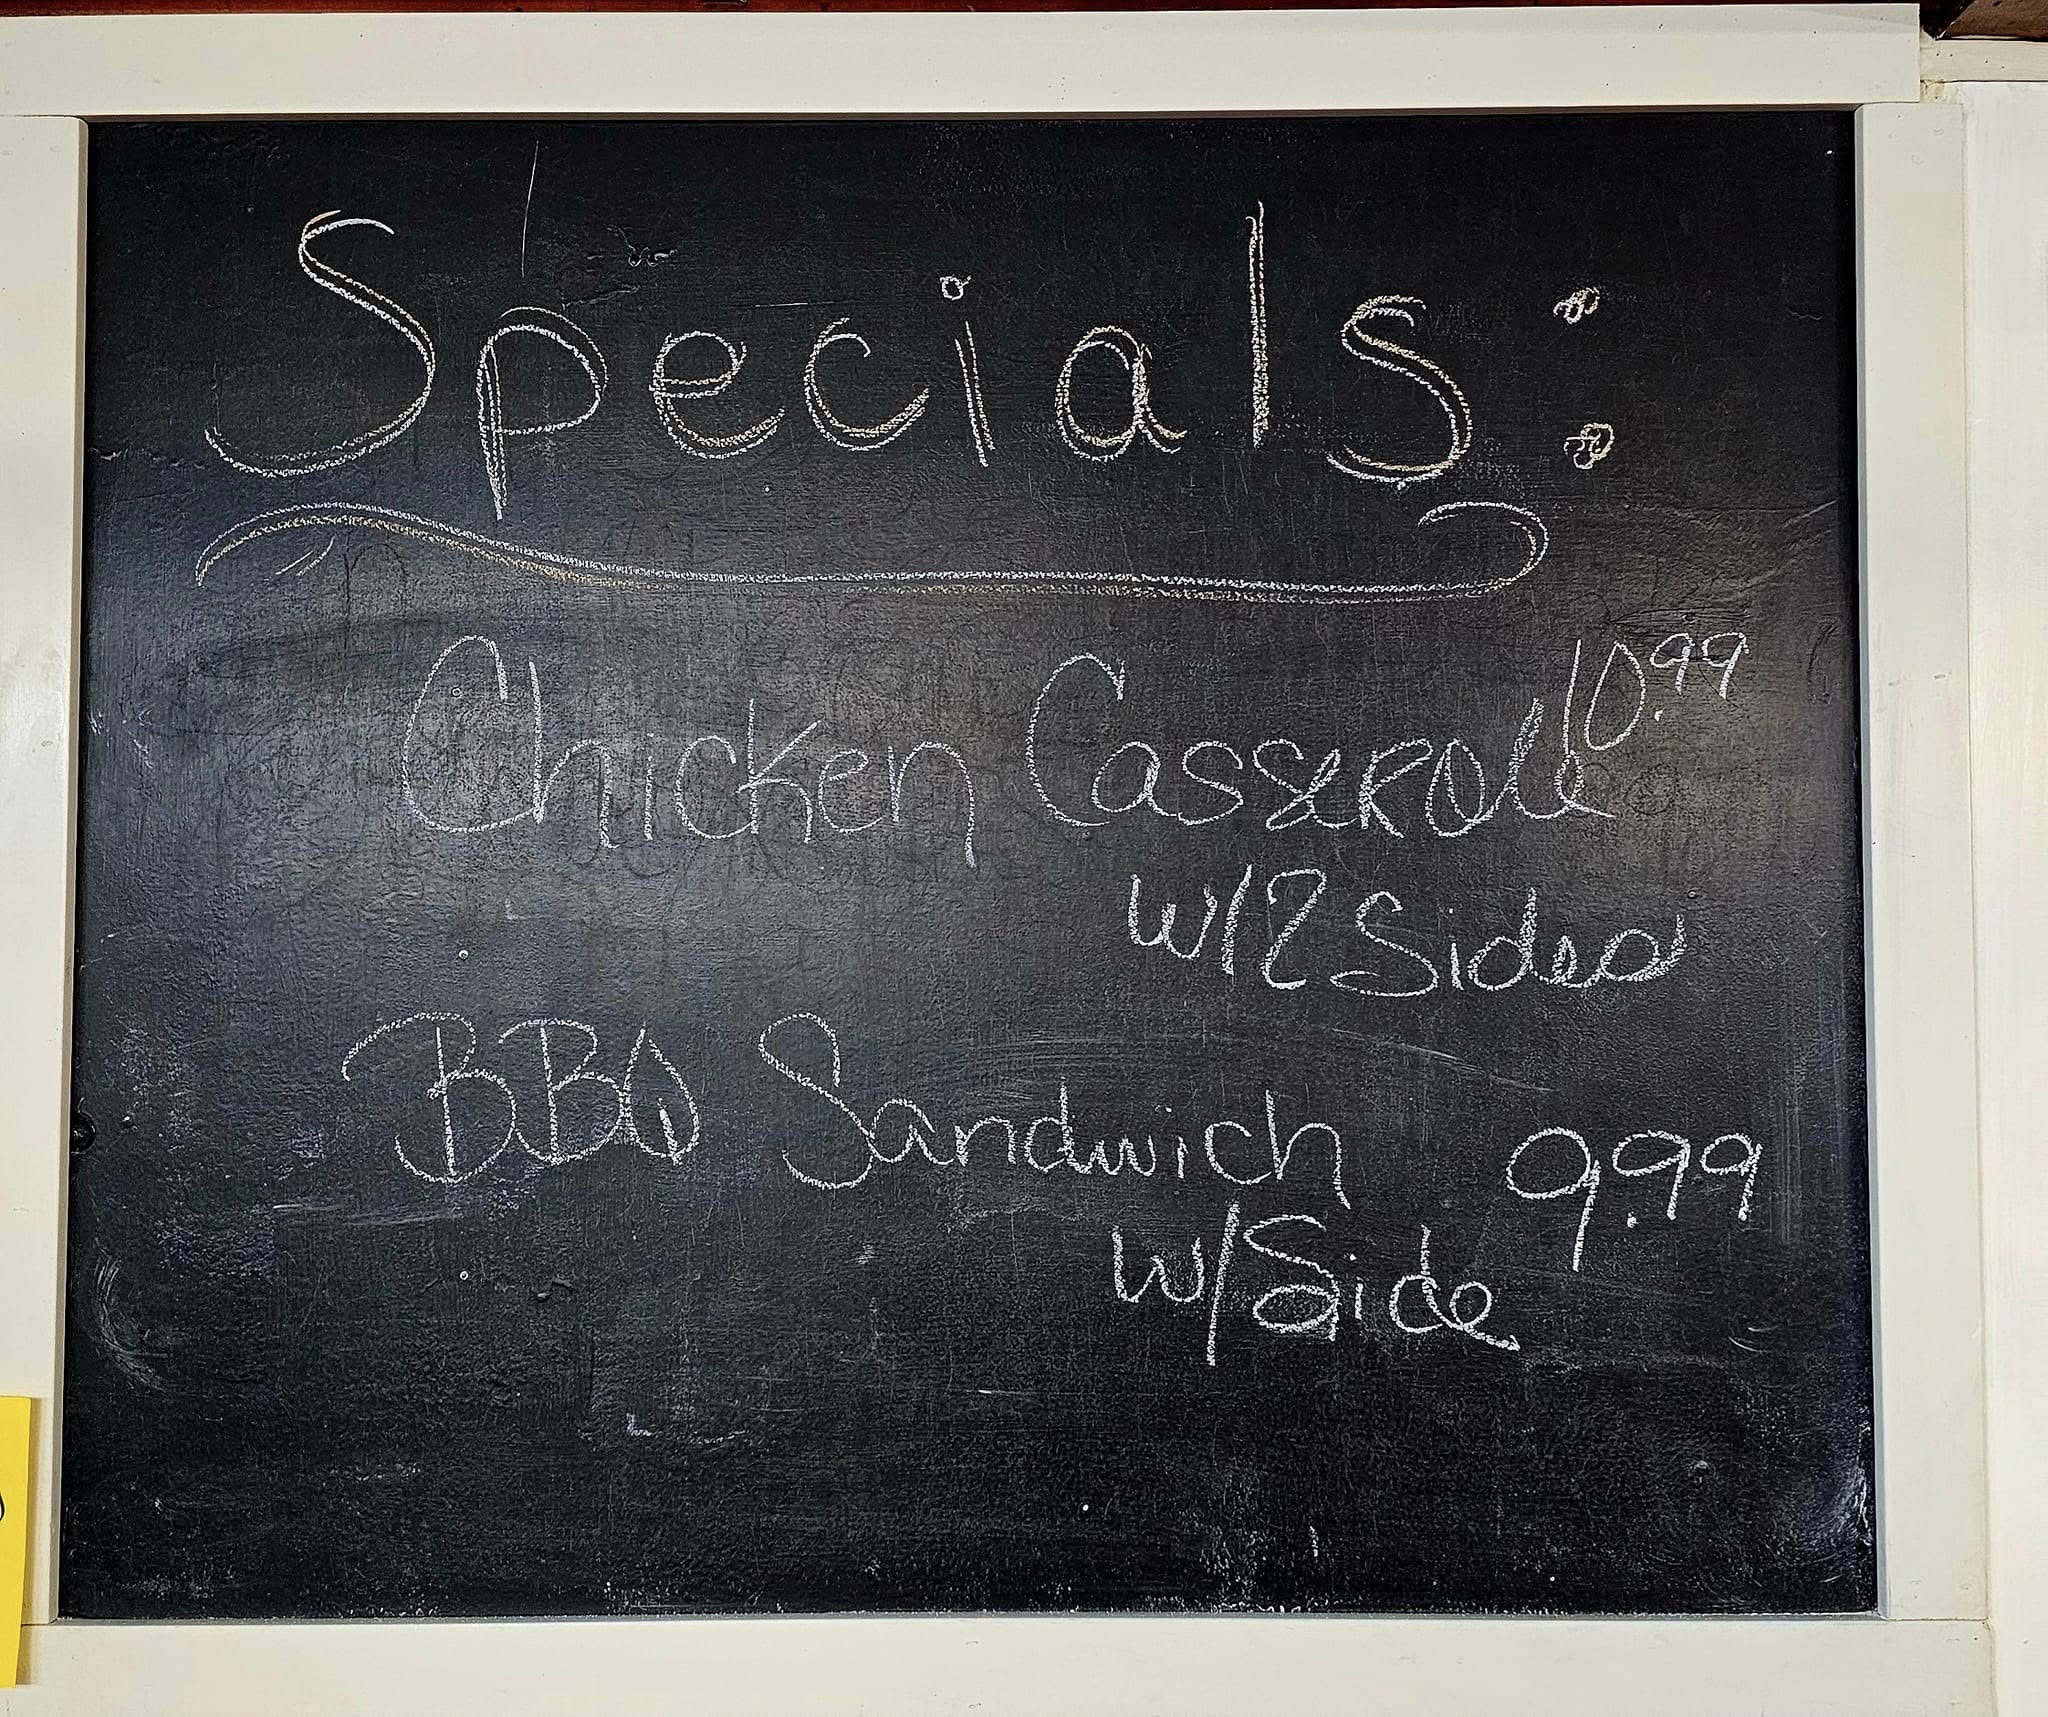 Specials:
Chicken Casserole 10.99
w/2 Sides
BBQ Sandwich 9.99
w/Side